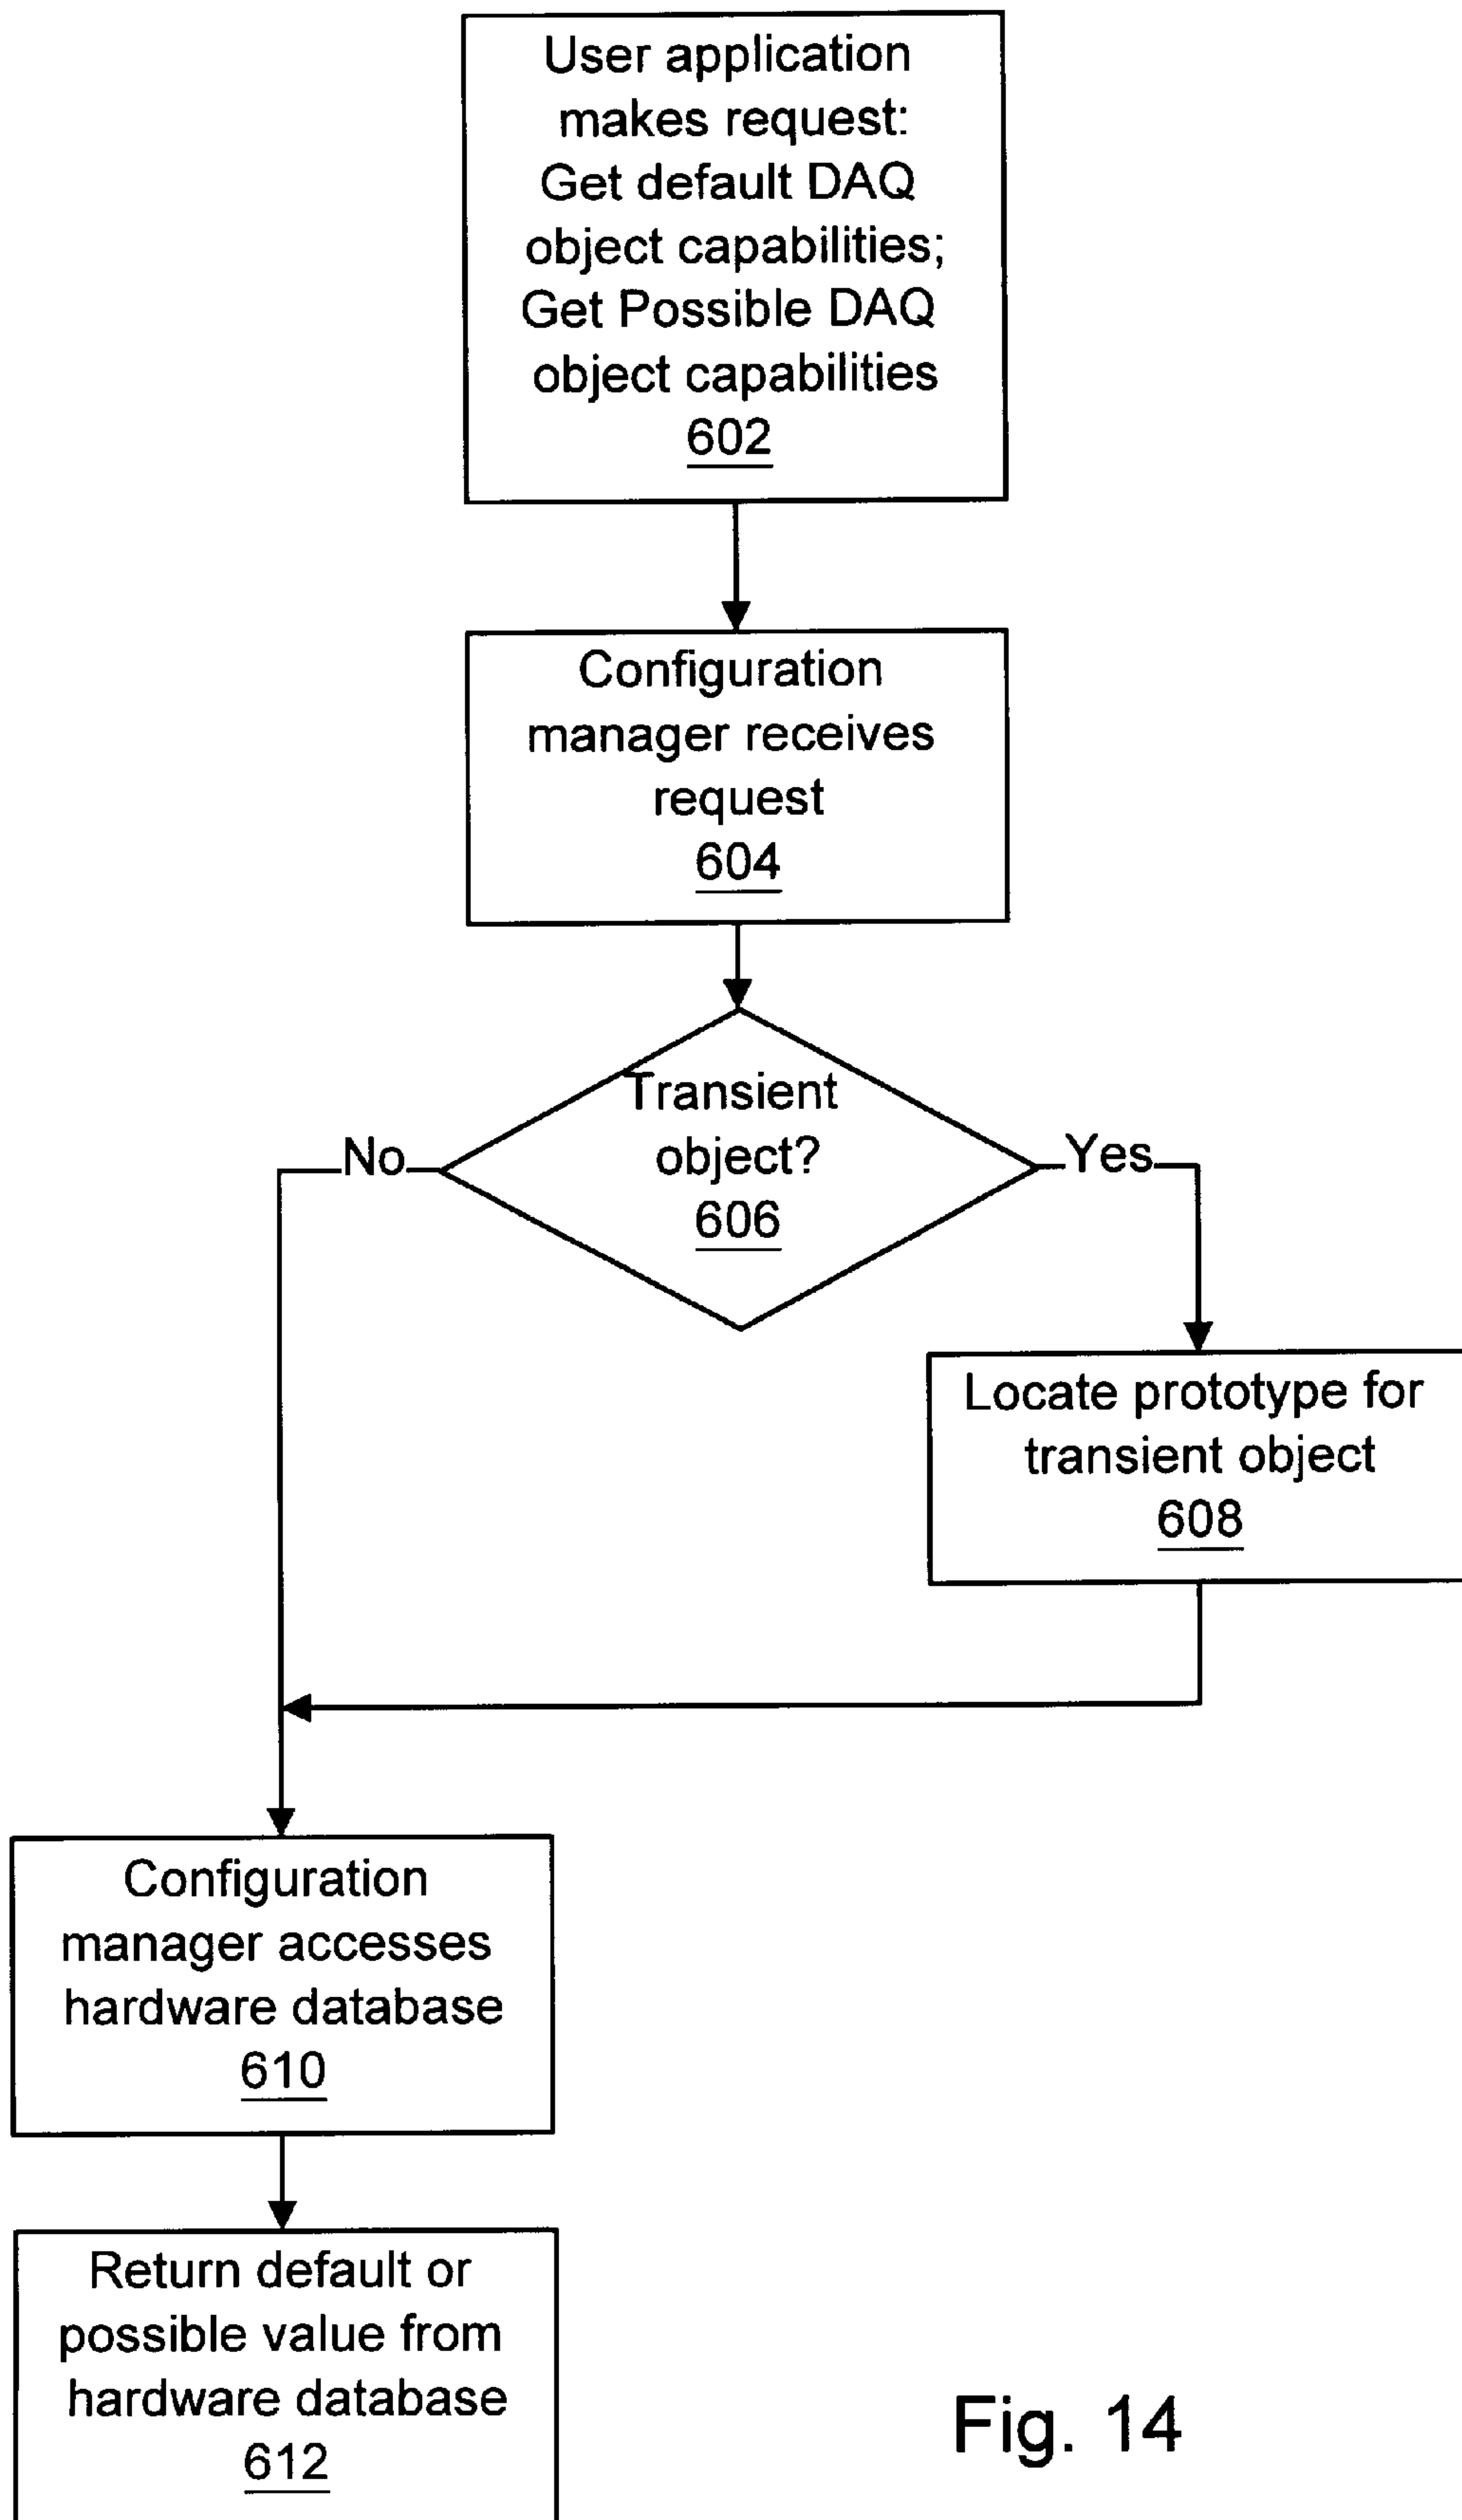 User application
makes request:
Get default DAQ
object capabilities;
Get Possible DAQ
object capabilities
602
Configuration
manager receives
request
604
Transient
object?
606
No
Yes
Locate prototype for
transient object
608
Configuration
manager accesses
hardware database
610
Return default or
possible value from
hardware database
612
Fig. 14